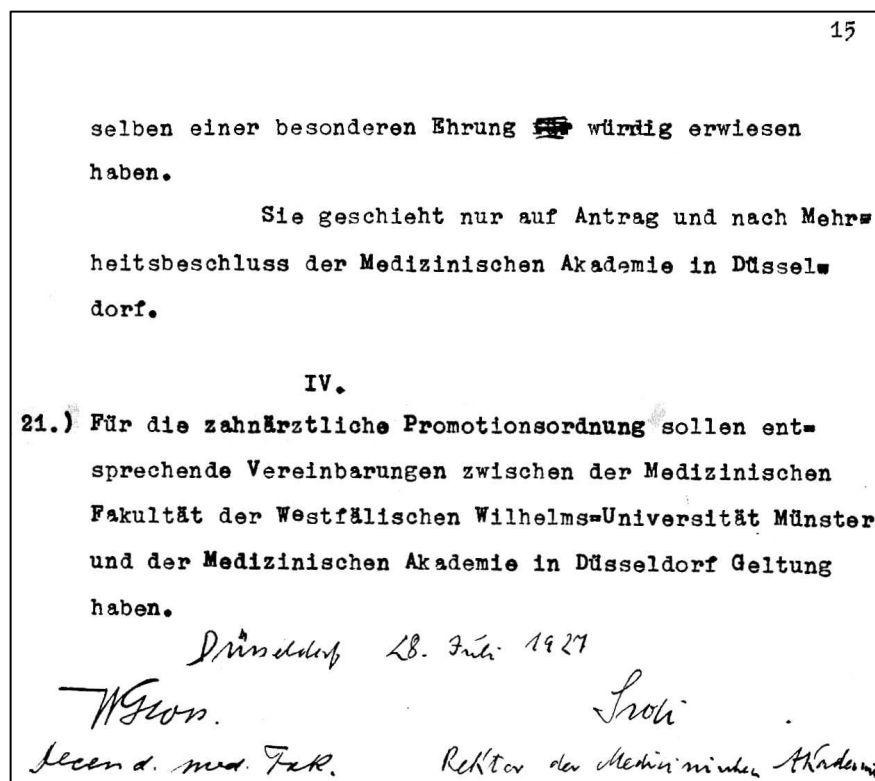 15
selben einer besonderen Ehrung würdig erwiesen
haben.
Sie geschieht nur auf Antrag und nach Mehr=
heitsbeschluss der Medizinischen Akademie in Düssel=
dorf.
IV.
21.) Für die zahnärztliche Promotionsordnung sollen ent=
sprechende Vereinbarungen zwischen der Medizinischen
Fakultät der Westfälischen Wilhelms=Universität Münster
und der Medizinischen Akademie in Düsseldorf Geltung
haben.
Düsseldorf 28. Juli 1927
d. med. Fak. Rektor der Medicinischen Akademie